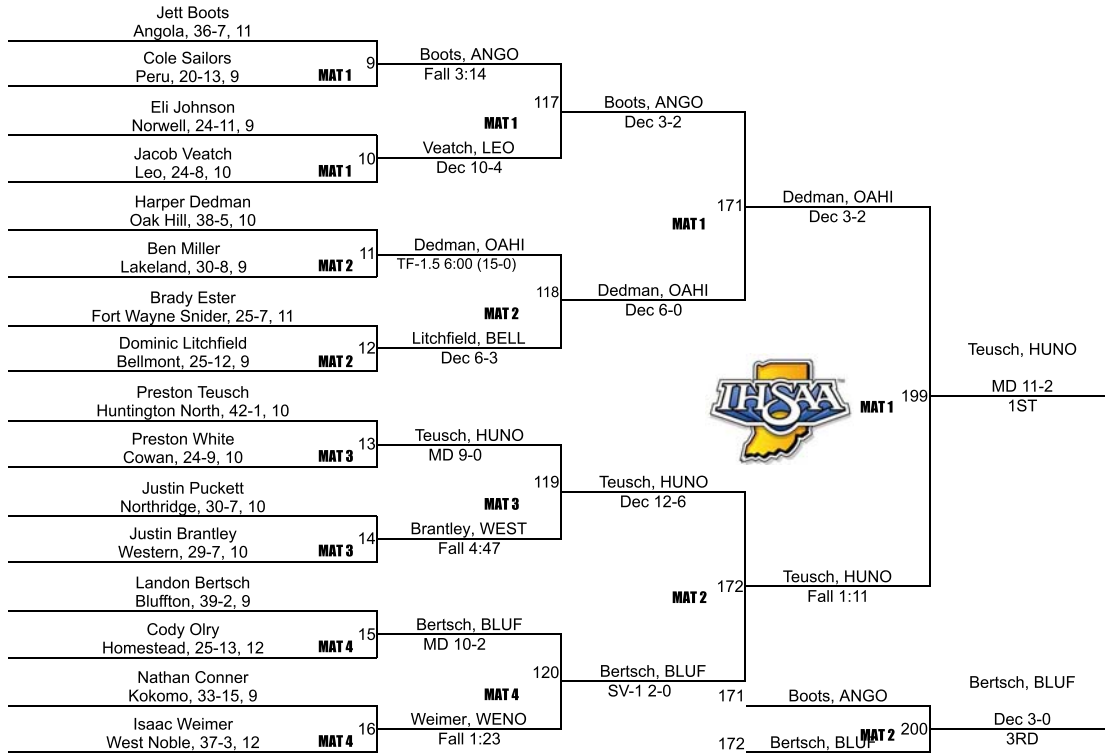 Jett Boots
Angola, 36-7, 11
Cole Sailors
Peru, 20-13, 9
MAT 1
9
Eli Johnson
Norwell, 24-11, 9
Jacob Veatch
Leo, 24-8, 10
MAT 1
10
Harper Dedman
Oak Hill, 38-5, 10
Ben Miller
Lakeland, 30-8, 9
MAT 2
11
Brady Ester
Fort Wayne Snider, 25-7, 11
Dominic Litchfield
Bellmont, 25-12, 9
MAT 2
12
Preston Teusch
Huntington North, 42-1, 10
Preston White
Cowan, 24-9, 10
MAT 3
13
Justin Puckett
Northridge, 30-7, 10
Justin Brantley
Western, 29-7, 10
MAT 3
14
Landon Bertsch
Bluffton, 39-2, 9
Cody Olry
Homestead, 25-13, 12
MAT 4
15
Nathan Conner
Kokomo, 33-15, 9
Isaac Weimer
West Noble, 37-3, 12
MAT 4
16
Boots, ANGO
Fall 3:14
117
MAT 1
Veatch, LEO
Dec 10-4
Dedman, OAHI
TF-1.5 6:00 (15-0)
118
MAT 2
Litchfield, BELL
Dec 6-3
Teusch, HUNO
MD 9-0
119
MAT 3
Brantley, WEST
Fall 4:47
Bertsch, BLUF
MD 10-2
120
MAT 4
Weimer, WENO
Fall 1:23
Boots, ANGO
Dec 3-2
171
MAT 1
Dedman, OAHI
Dec 6-0
Teusch, HUNO
Dec 12-6
172
MAT 2
Bertsch, BLUF
SV-1 2-0
Dedman, OAHI
Dec 3-2
IHSAA
MAT 1
199
Teusch, HUNO
Fall 1:11
Teusch, HUNO
MD 11-2
1ST
171
Boots, ANGO
MAT 2
200
172
Bertsch, BLUF
Bertsch, BLUF
Dec 3-0
3RD